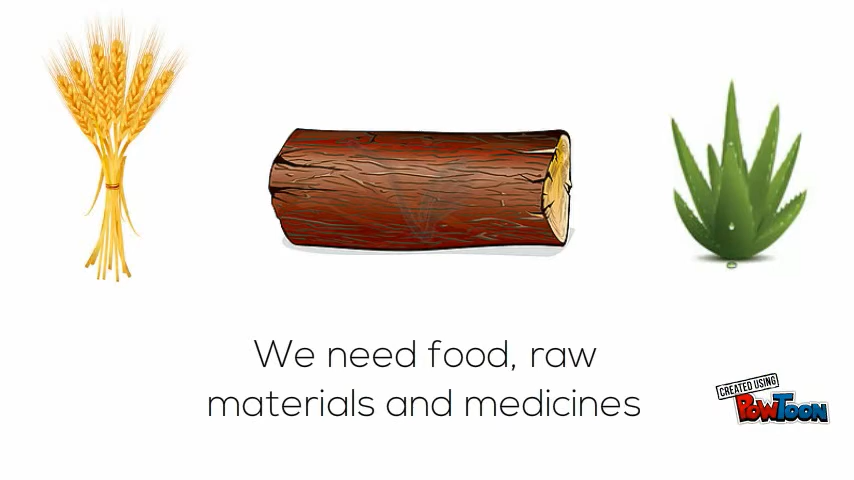 We need food, raw
materials and medicines
CREATED USING
POWTOON